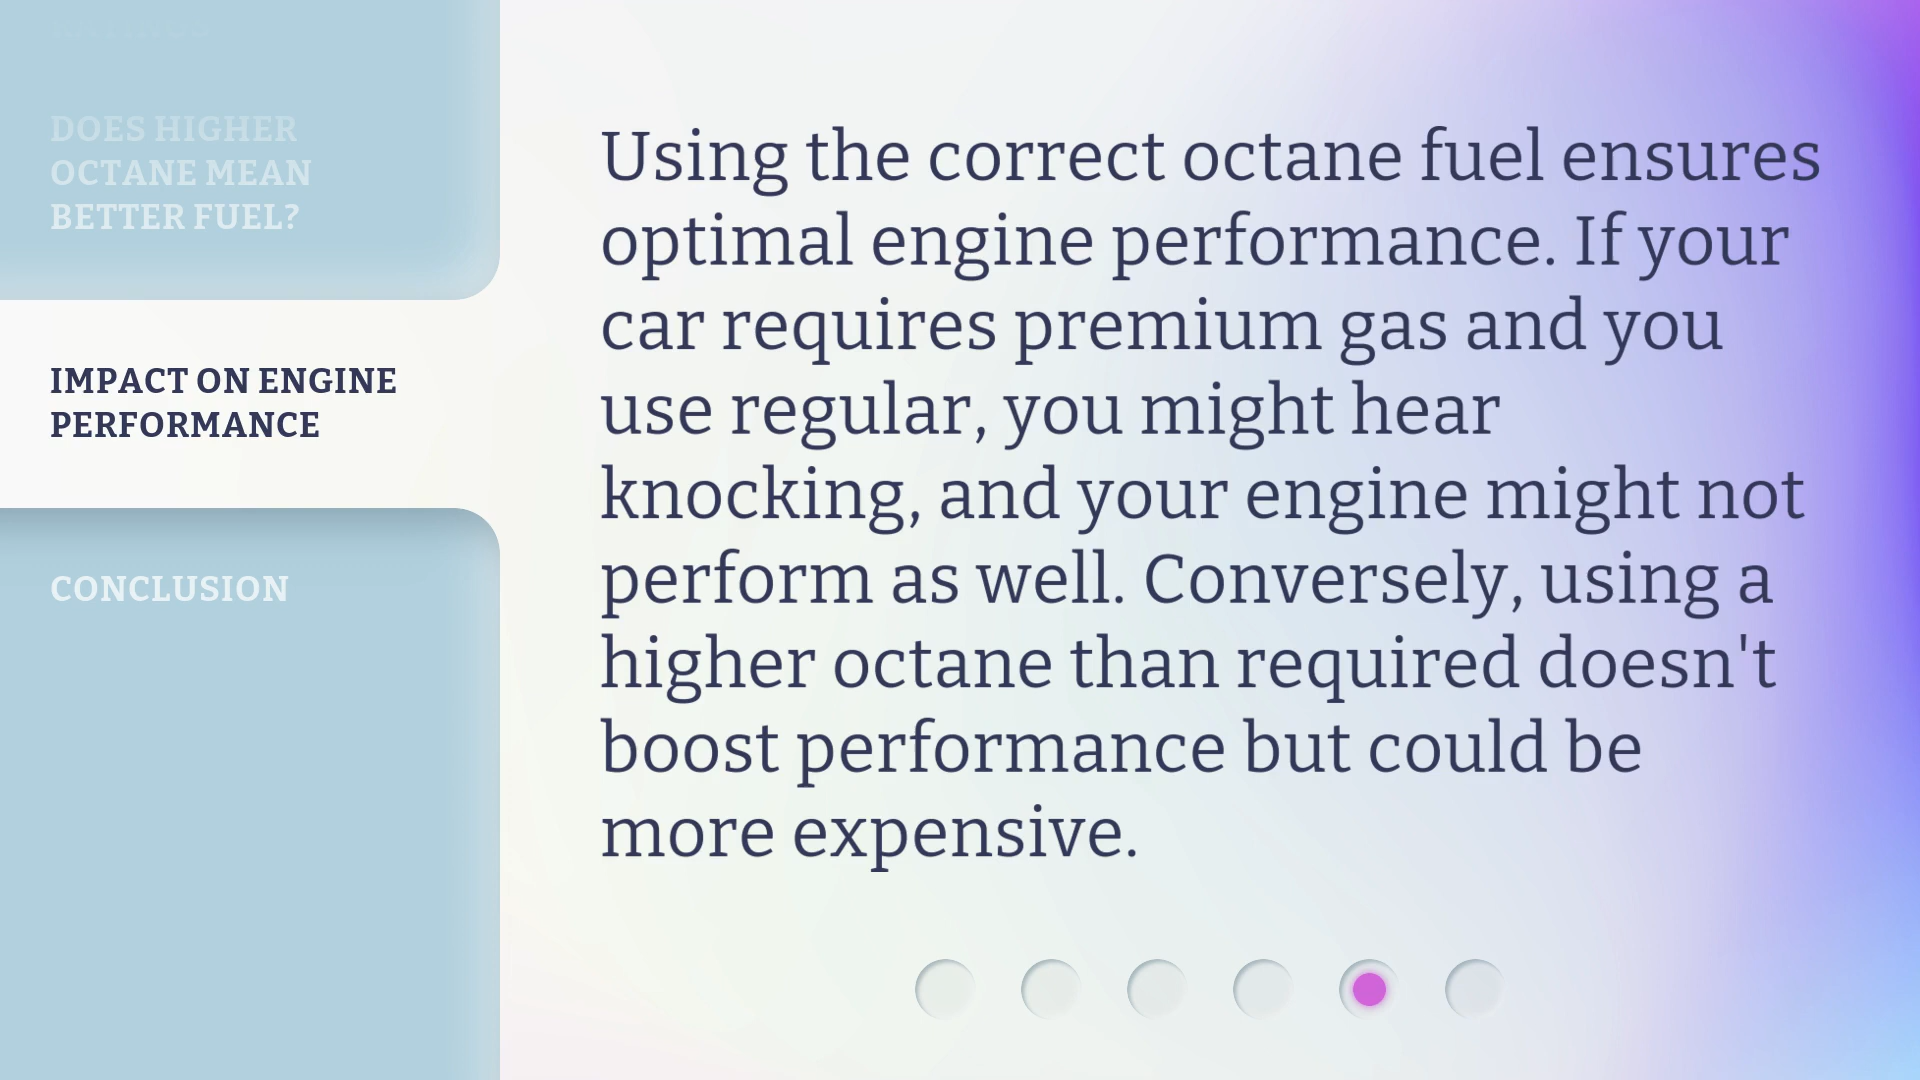 DOES HIGHER
OCTANE MEAN
BETTER FUEL?
IMPACT ON ENGINE
PERFORMANCE
CONCLUSION
Using the correct octane fuel ensures
optimal engine performance. If your
car requires premium gas and you
use regular, you might hear
knocking, and your engine might not
perform as well. Conversely, using a
higher octane than required doesn't
boost performance but could be
more expensive.